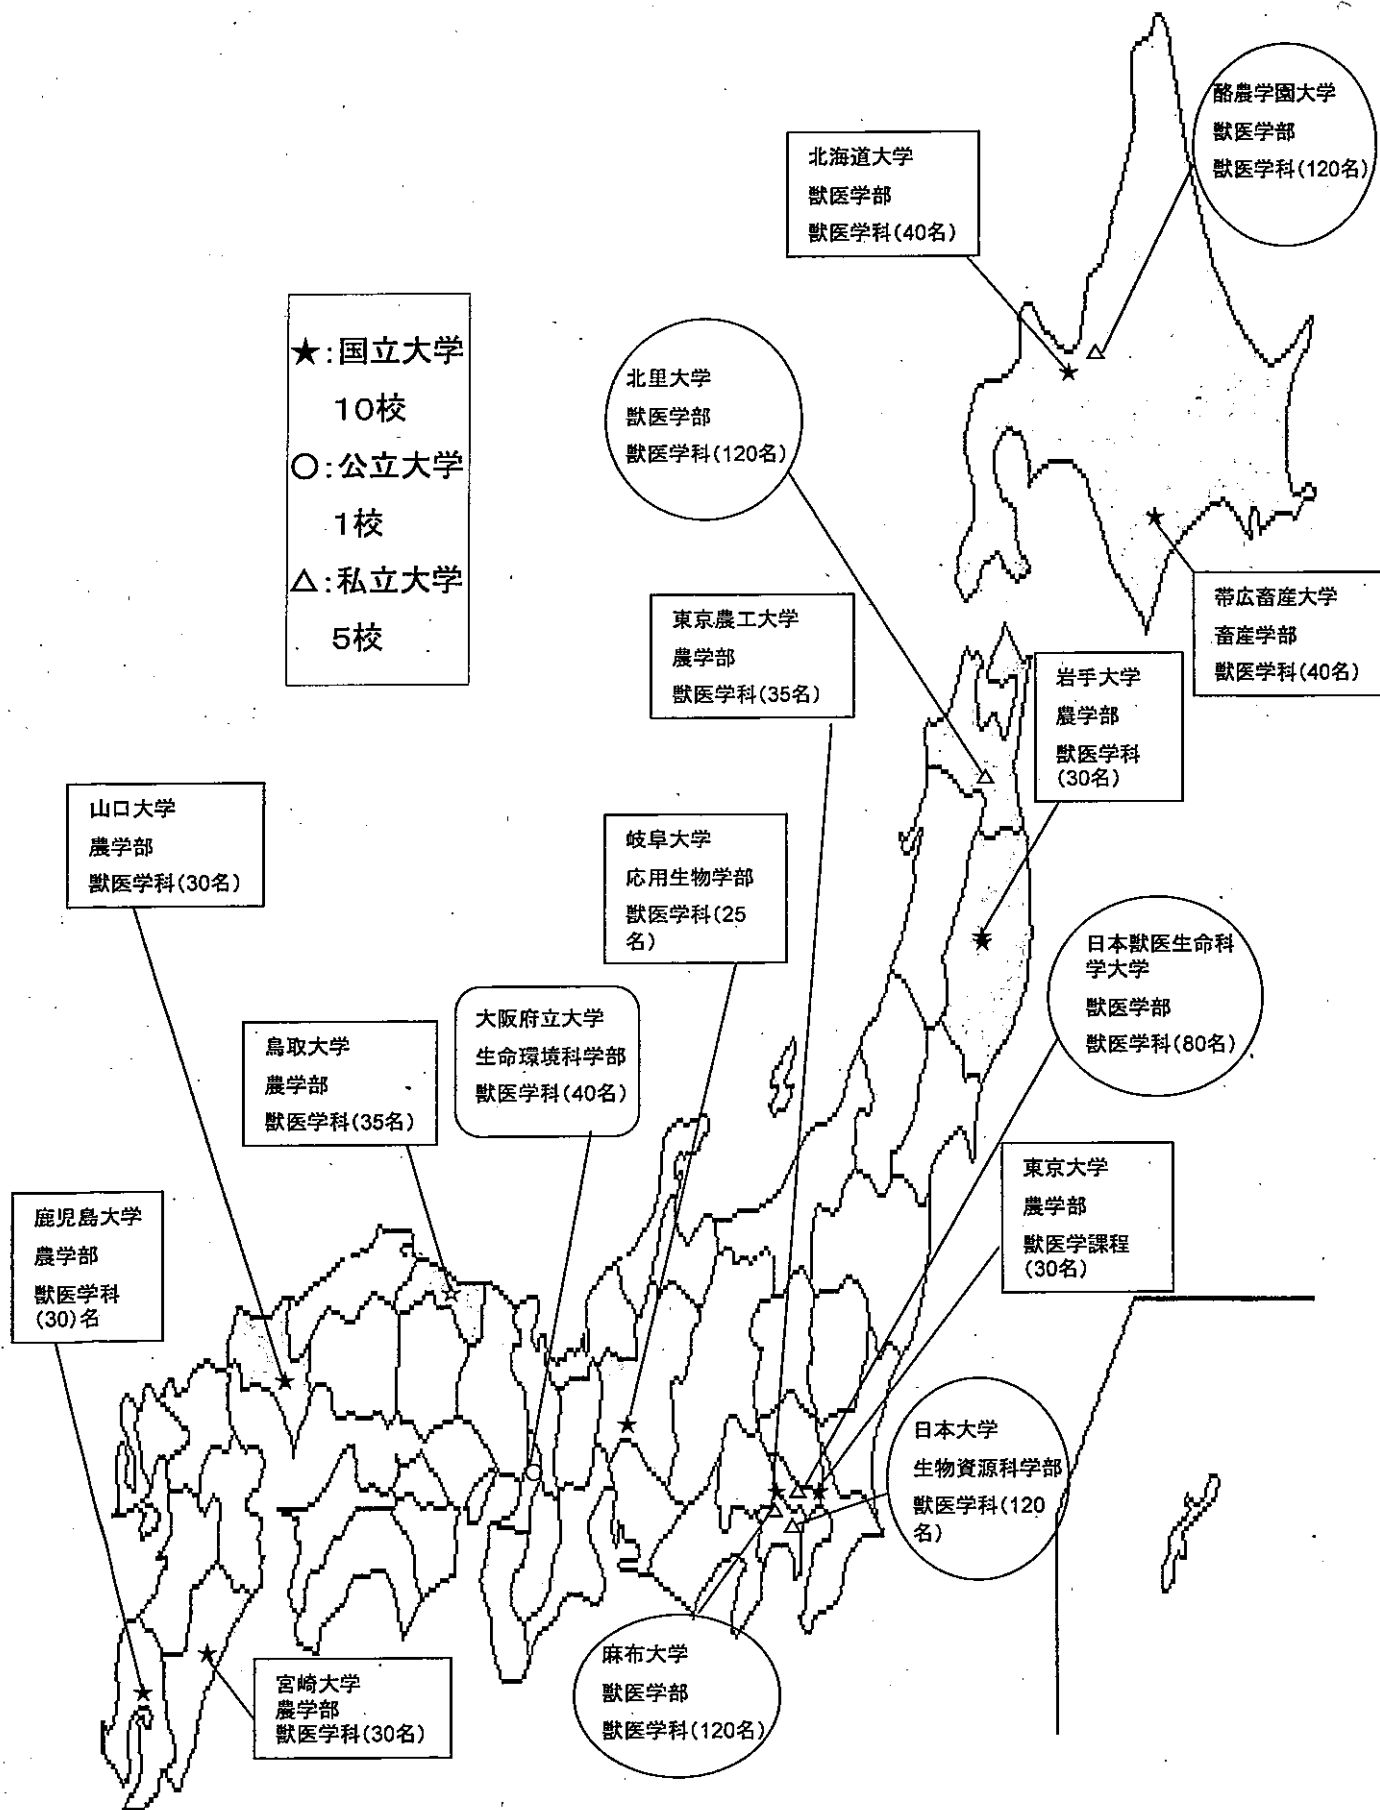 酪農学園大学
獣医学部
獣医学科(120名)
北海道大学
獣医学部
獣医学科(40名)
★:国立大学
10校
○:公立大学
1校
△:私立大学
5校
北里大学
獣医学部
獣医学科(120名)
帯広畜産大学
畜産学部
獣医学科(40名)
東京農工大学
農学部
獣医学科(35名)
岩手大学
農学部
獣医学科
(30名)
山口大学
農学部
獣医学科(30名)
岐阜大学
応用生物学部
獣医学科(25
名)
日本獣医生命科
学大学
獣医学部
獣医学科(80名)
大阪府立大学
生命環境科学部
獣医学科(40名)
鳥取大学
農学部
獣医学科(35名)
東京大学
農学部
獣医学課程
(30名)
鹿児島大学
農学部
獣医学科
(30)名
日本大学
生物資源科学部
獣医学科(120
名)
宮崎大学
農学部
獣医学科(30名)
麻布大学
獣医学部
獣医学科(120名)